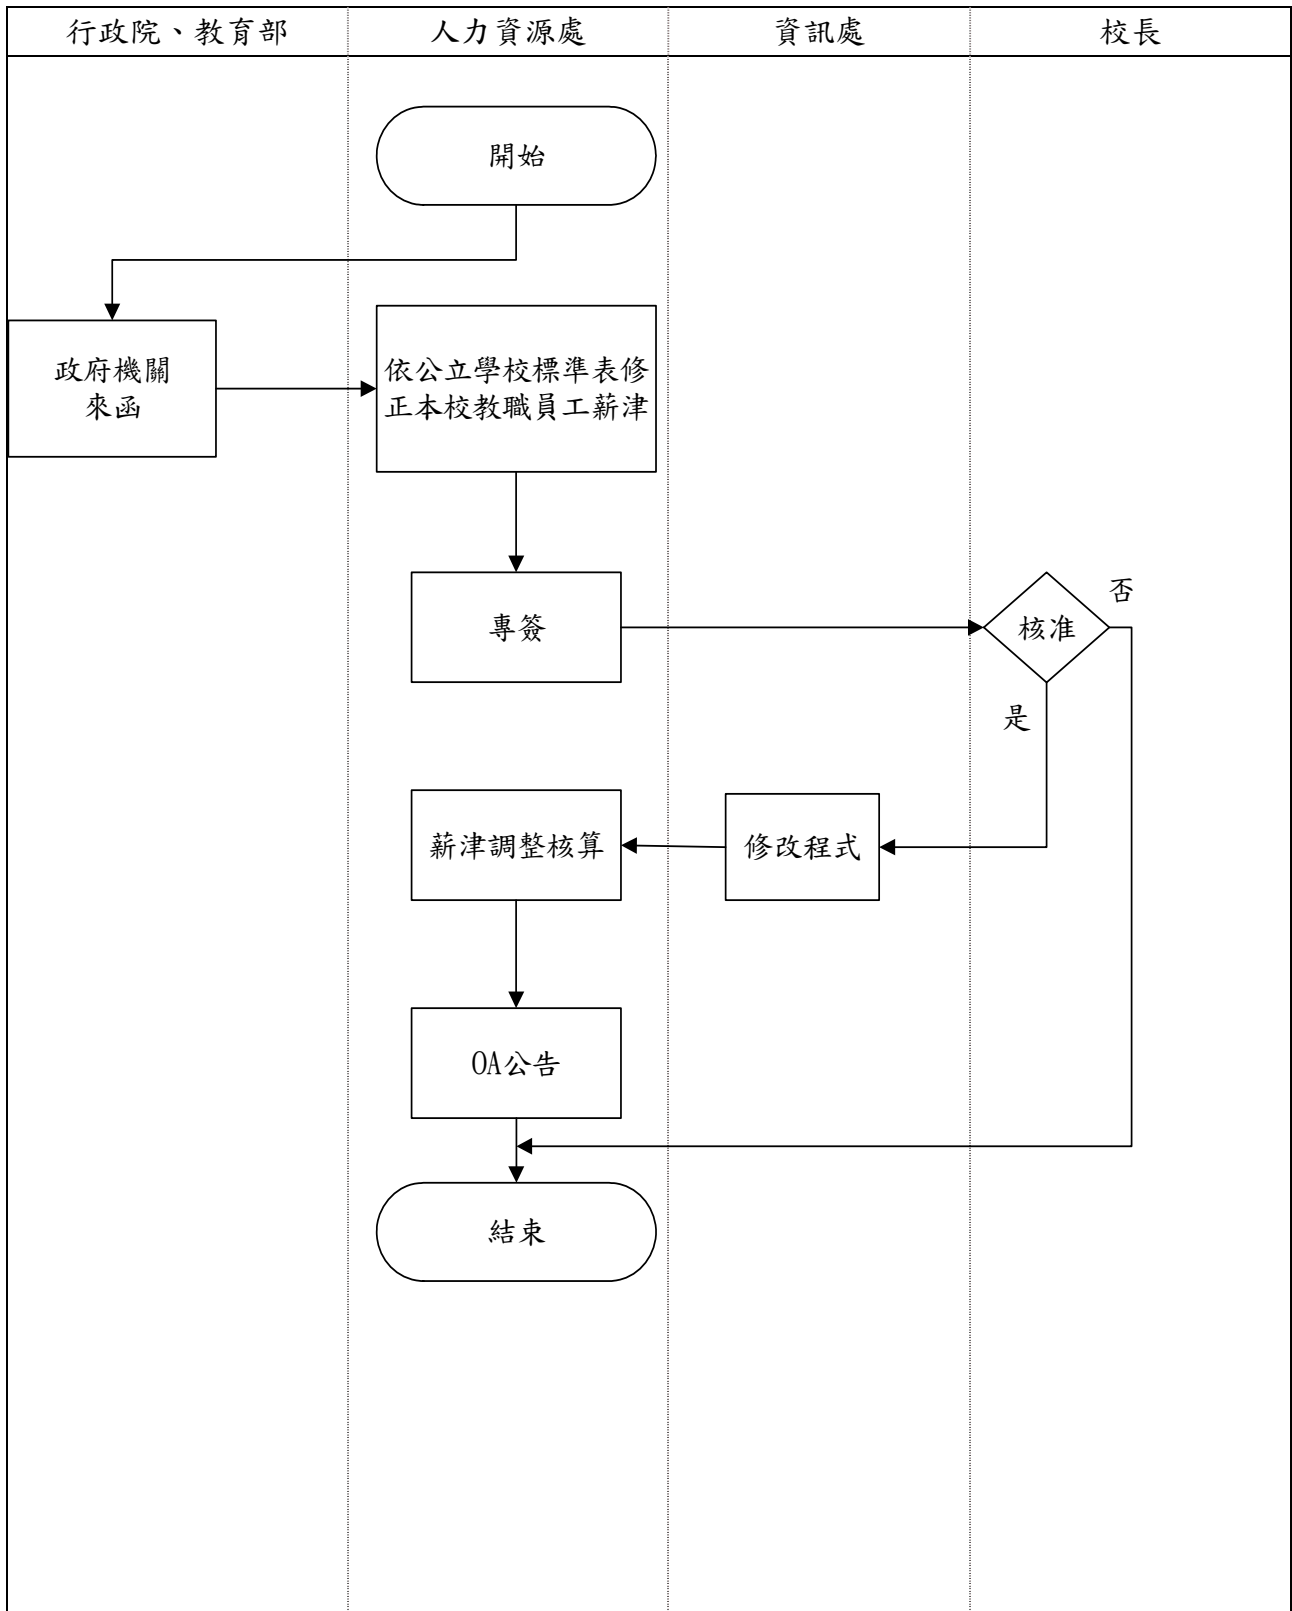 行政院、教育部
人力資源處
資訊處
校長
開始
政府機關
來函
依公立學校標準表修
正本校教職員工薪津
專簽
核准
否
是
薪津調整核算
修改程式
OA公告
結束